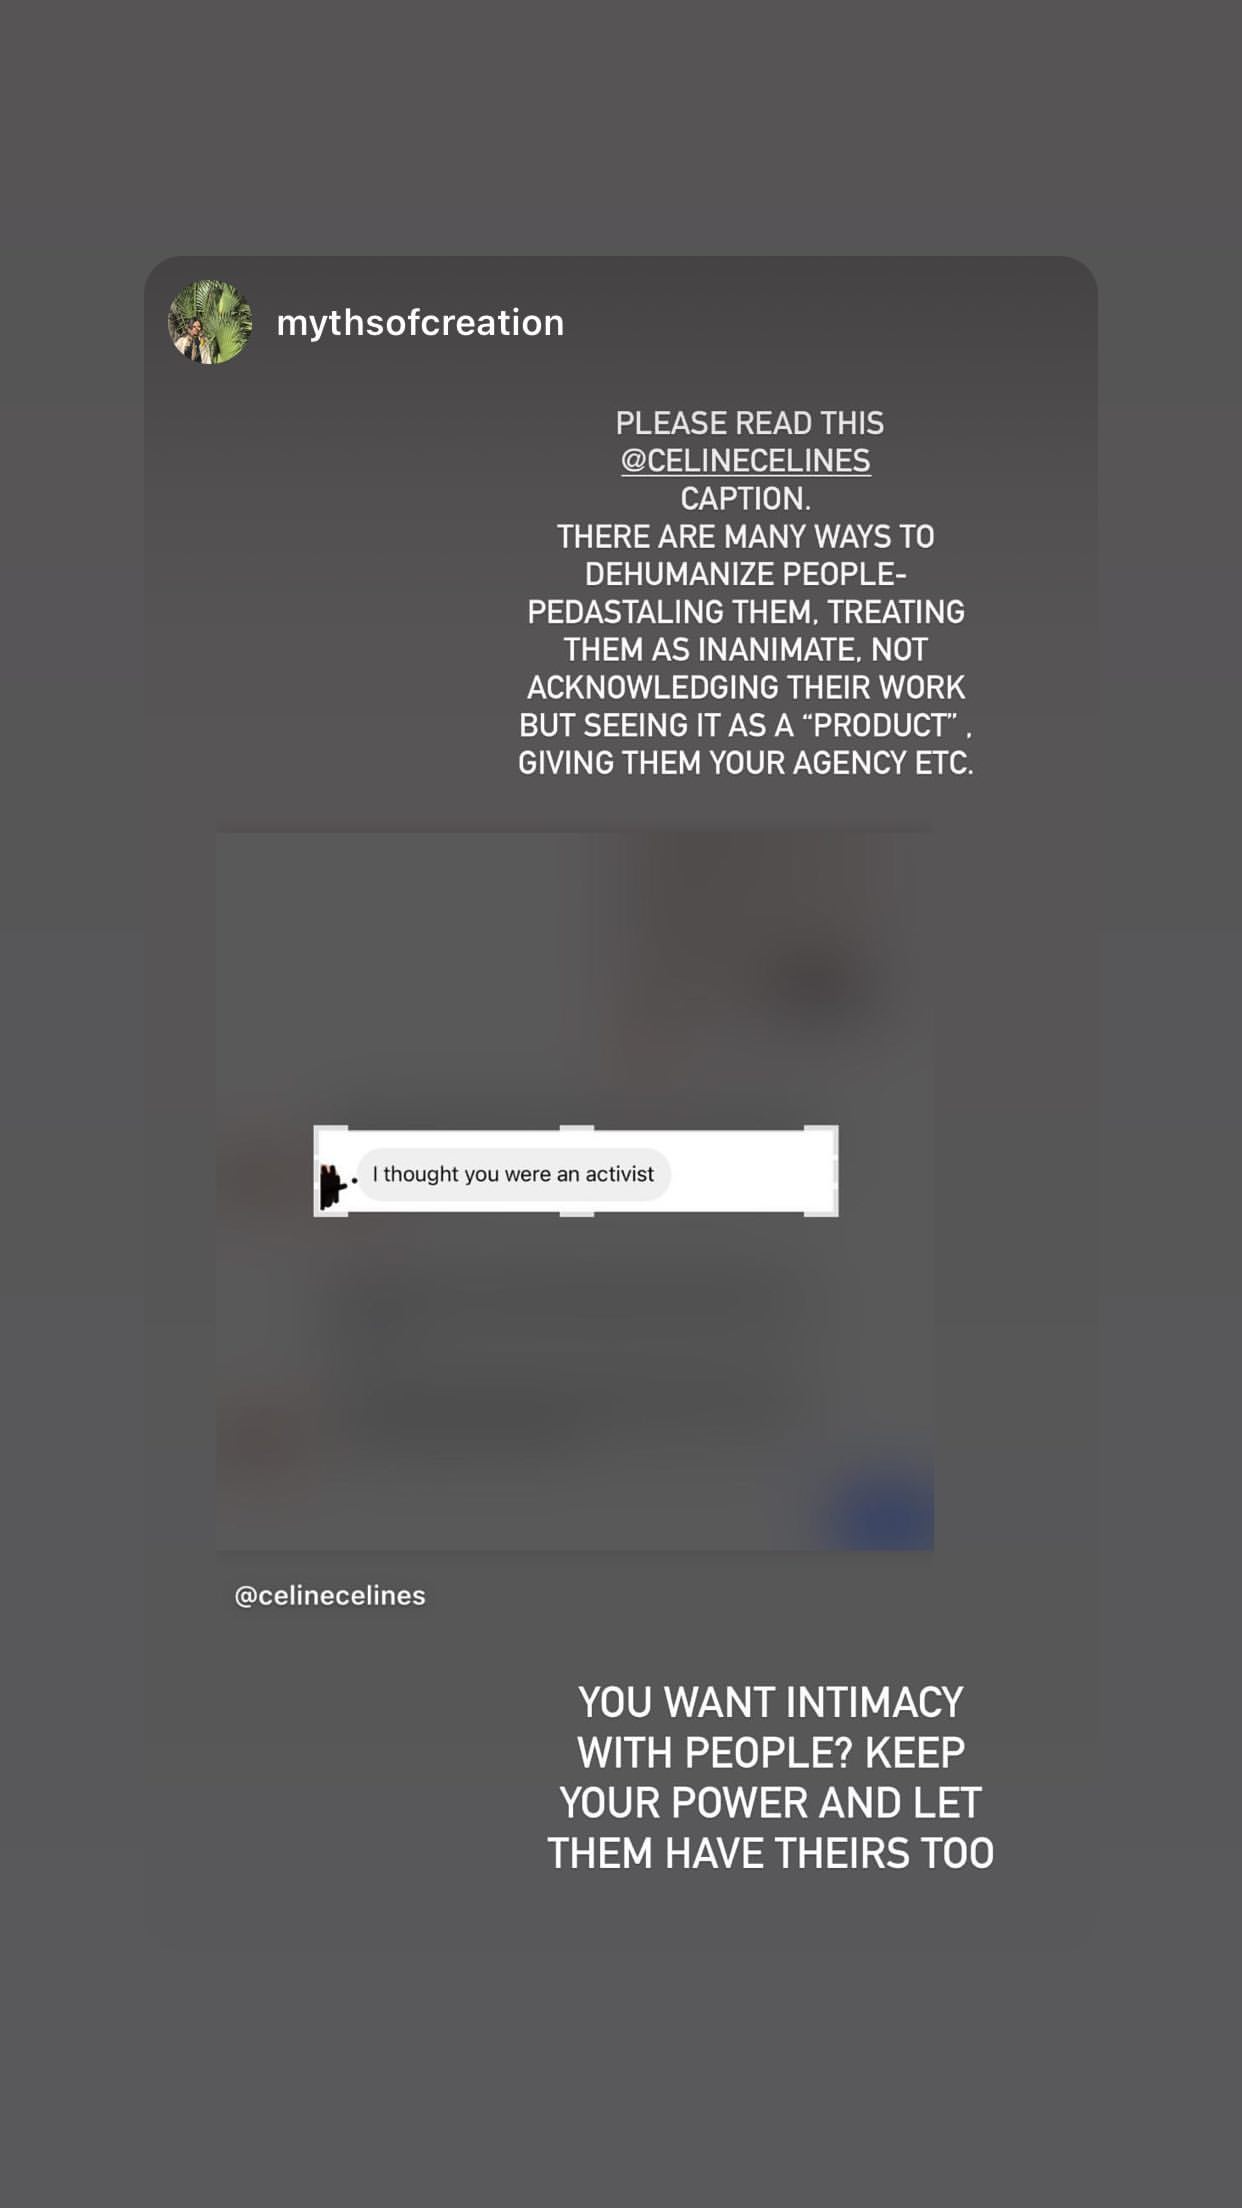 mythsofcreation
PLEASE READ THIS
@CELINECELINES
CAPTION.
THERE ARE MANY WAYS TO
DEHUMANIZE PEOPLE-
PEDASTALING THEM, TREATING
THEM AS INANIMATE, NOT
ACKNOWLEDGING THEIR WORK
BUT SEEING IT AS A “PRODUCT” ,
GIVING THEM YOUR AGENCY ETC.
I thought you were an activist
@celinecelines
YOU WANT INTIMACY
WITH PEOPLE? KEEP
YOUR POWER AND LET
THEM HAVE THEIRS TOO